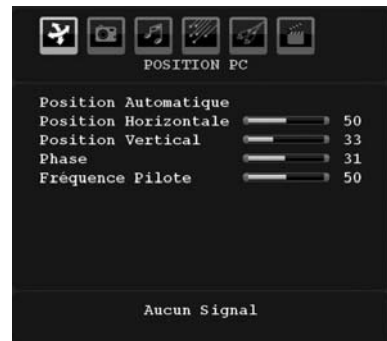 POSITION PC
Position Automatique
Position Horizontale 50
Position Vertical 33
Phase 31
Fréquence Pilote 50
Aucun Signal